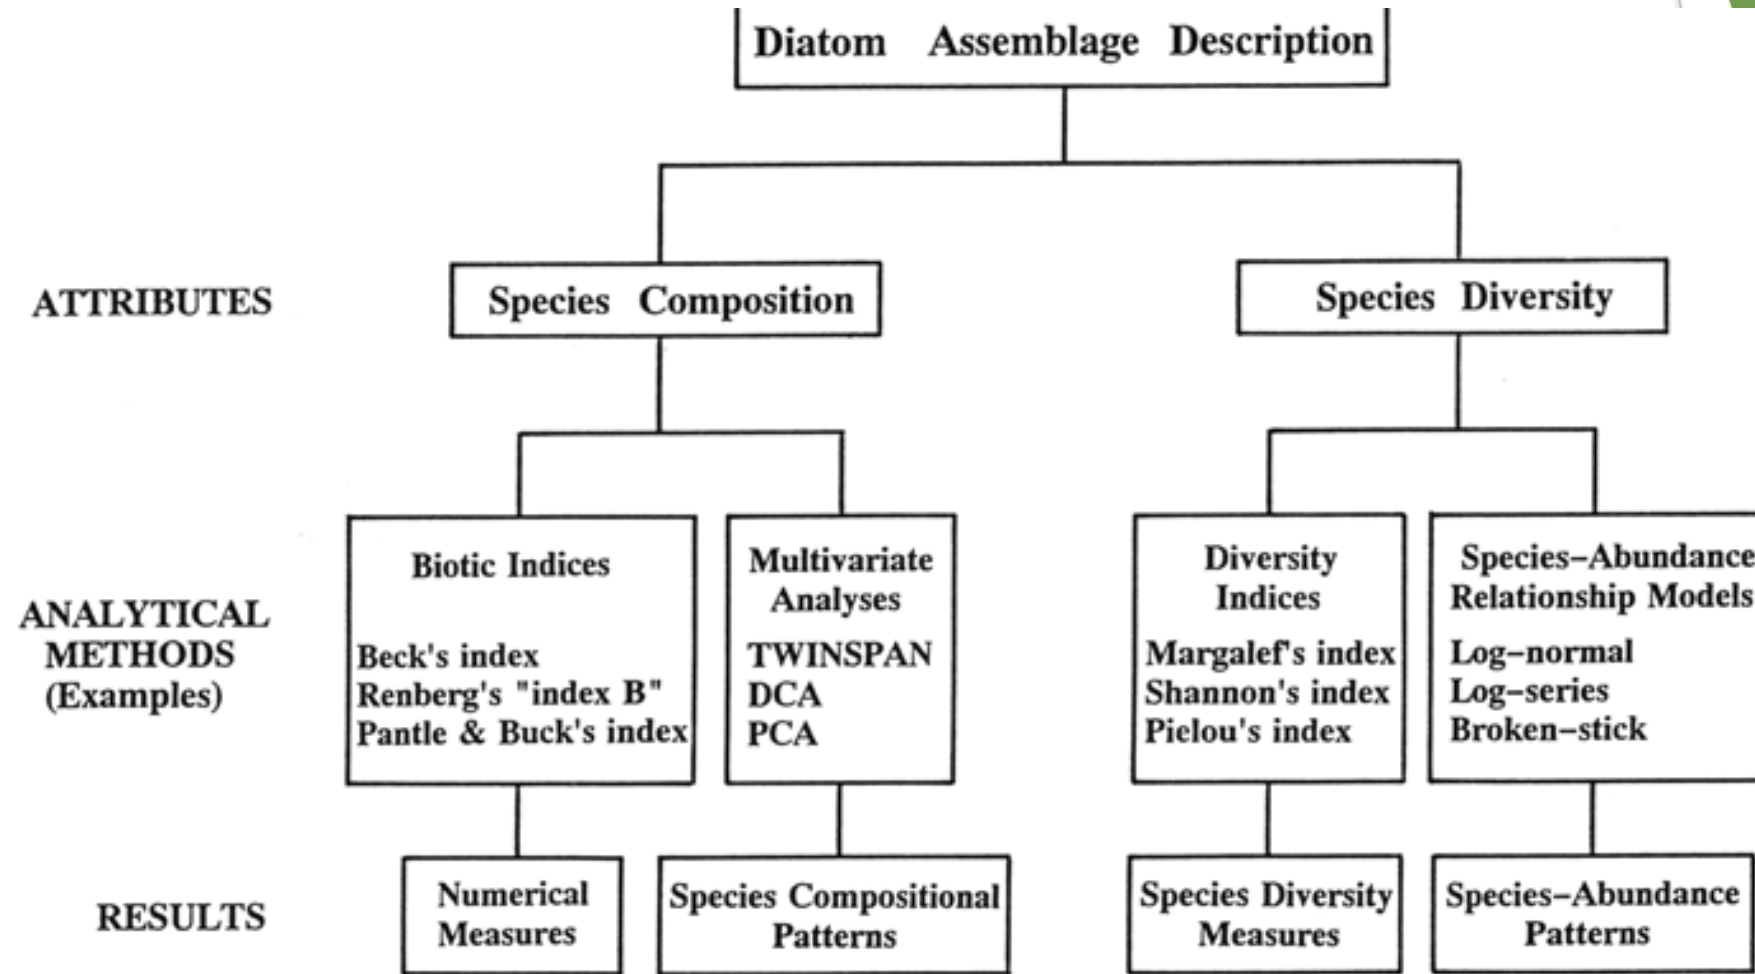 Diatom Assemblage Description
ATTRIBUTES
Species Composition
Species Diversity
ANALYTICAL
METHODS
(Examples)
Biotic Indices
Beck's index
Renberg's "index B"
Pantle & Buck's index
Multivariate
Analyses
TWINSPAN
DCA
PCA
Diversity
Indices
Margalef's index
Shannon's index
Pielou's index
Species–Abundance
Relationship Models
Log–normal
Log–series
Broken–stick
RESULTS
Numerical
Measures
Species Compositional
Patterns
Species Diversity
Measures
Species–Abundance
Patterns